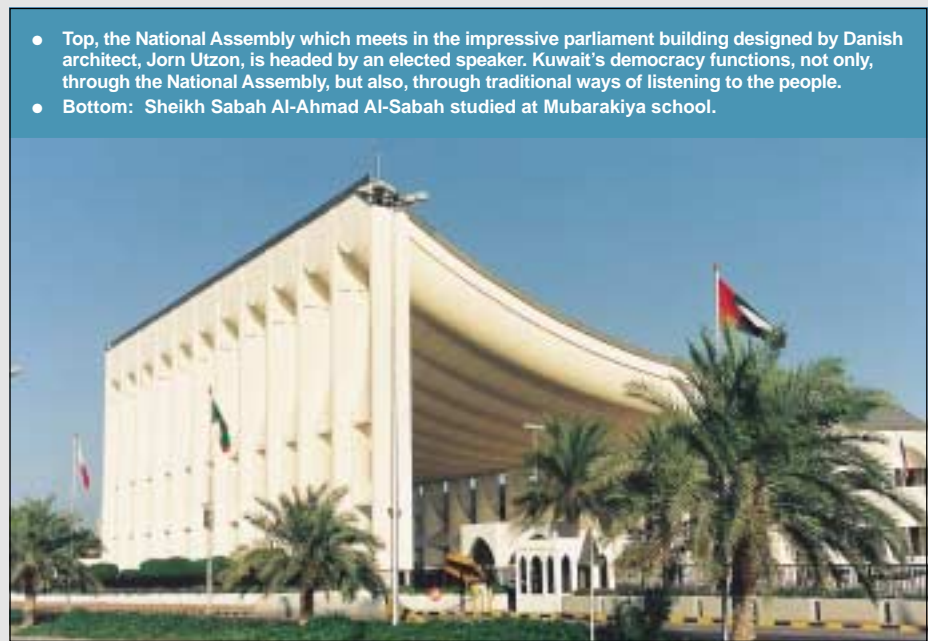 ● Top, the National Assembly which meets in the impressive parliament building designed by Danish
architect, Jorn Utzon, is headed by an elected speaker. Kuwait's democracy functions, not only,
through the National Assembly, but also, through traditional ways of listening to the people.
● Bottom:  Sheikh Sabah Al-Ahmad Al-Sabah studied at Mubarakiya school.